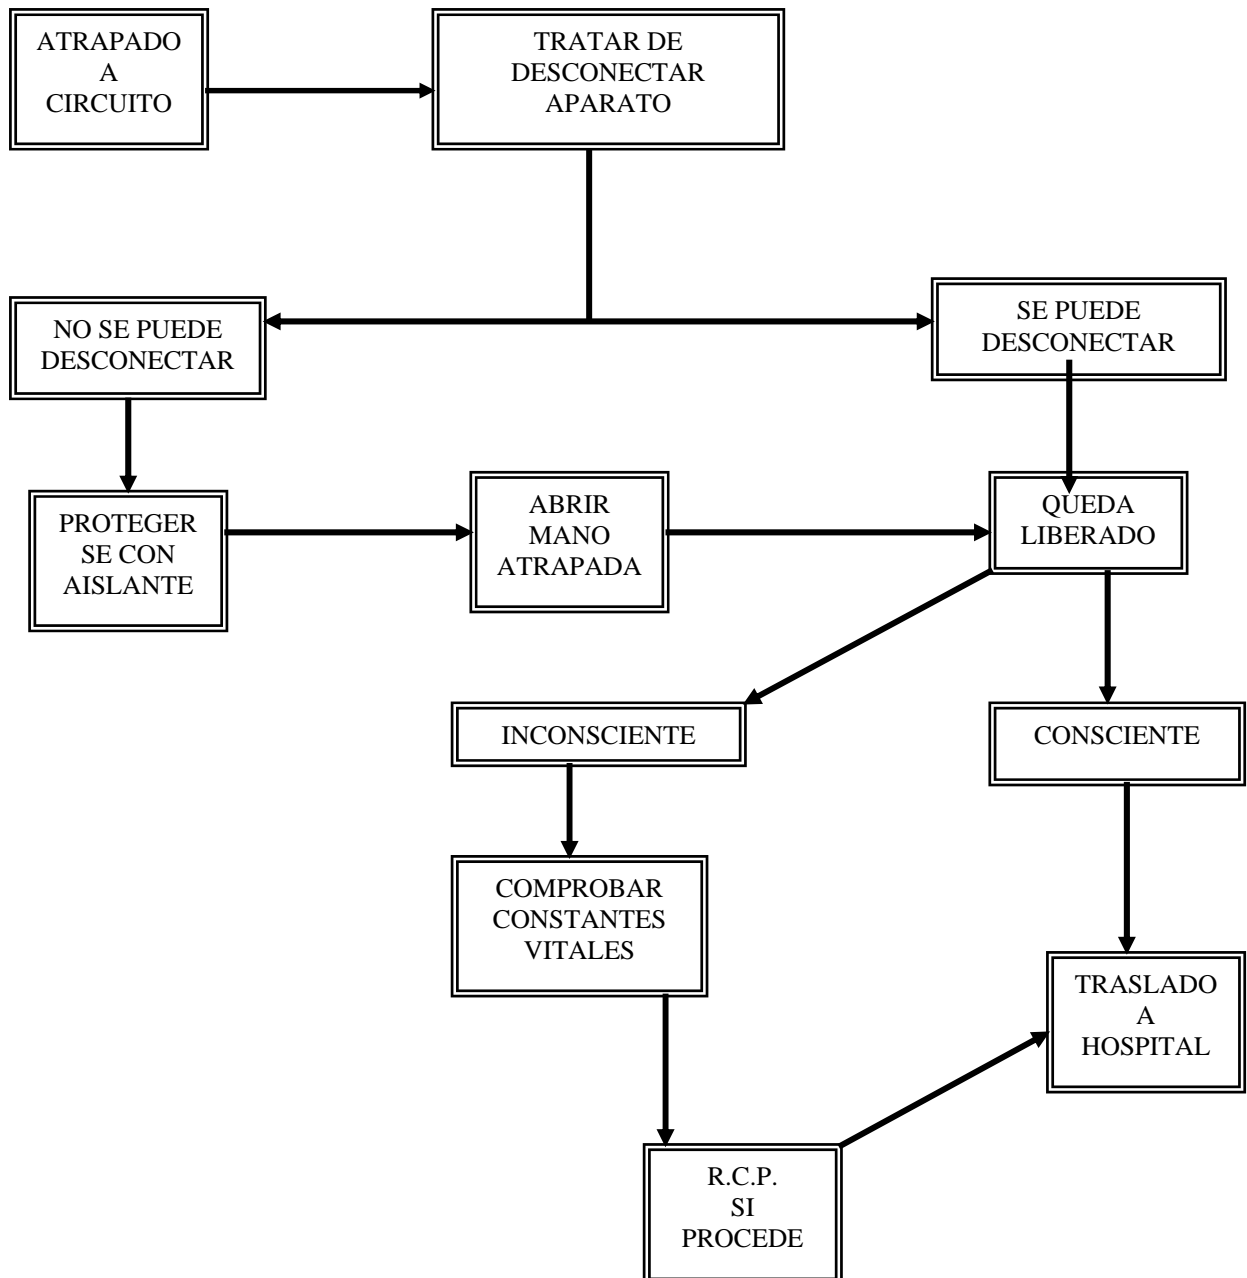 ATRAPADO
A
CIRCUITO
TRATAR DE
DESCONECTAR
APARATO
NO SE PUEDE
DESCONECTAR
SE PUEDE
DESCONECTAR
PROTEGER
SE CON
AISLANTE
ABRIR
MANO
ATRAPADA
QUEDA
LIBERADO
INCONSCIENTE
CONSCIENTE
COMPROBAR
CONSTANTES
VITALES
TRASLADO
A
HOSPITAL
R.C.P.
SI
PROCEDE